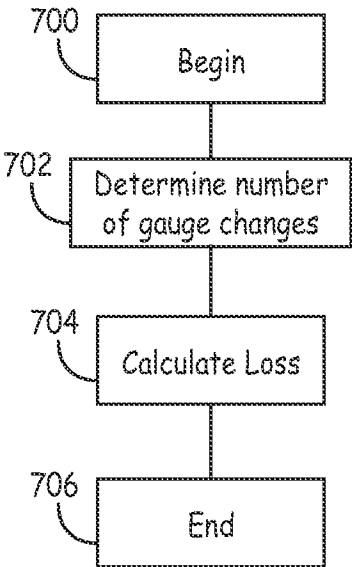 700
Begin
702
Determine number
of gauge changes
704
Calculate Loss
706
End